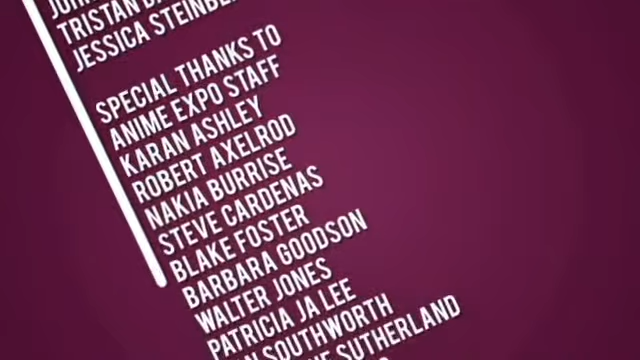 TRISTAN
JESSICA
SPECIAL THANKS TO
ANIME EXPO STAFF
KARAN ASHLEY
ROBERT AXELROD
NAKIA BURRISE
STEVE CARDENAS
BLAKE FOSTER
BARBARA GOODSON
WALTER JONES
PATRICIA JA LEE
SOUTHWORTH
SUTHERLAND